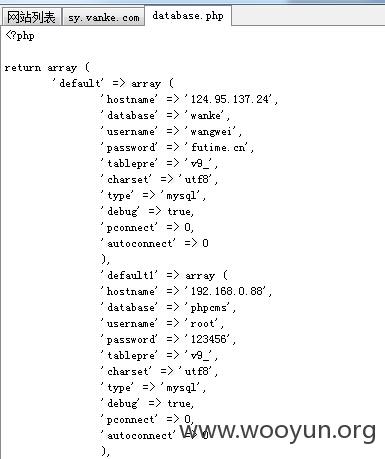 网站列表 sy.vanke.com database.php
<?php
return array (
'default' => array (
'hostname' => '124.95.137.24',
'database' => 'wanke',
'username' => 'wangwei',
'password' => 'futime.cn',
'tablepre' => 'v9_',
'charset' => 'utf8',
'type' => 'mysql',
'debug' => true,
'pconnect' => 0,
'autoconnect' => 0
),
'default1' => array (
'hostname' => '192.168.0.88',
'database' => 'phpcms',
'username' => 'root',
'password' => '123456',
'tablepre' => 'v9_',
'charset' => 'utf8',
'type' => 'mysql',
'debug' => true,
'pconnect' => 0,
'autoconnect' => 0
www.wooyun.org
),